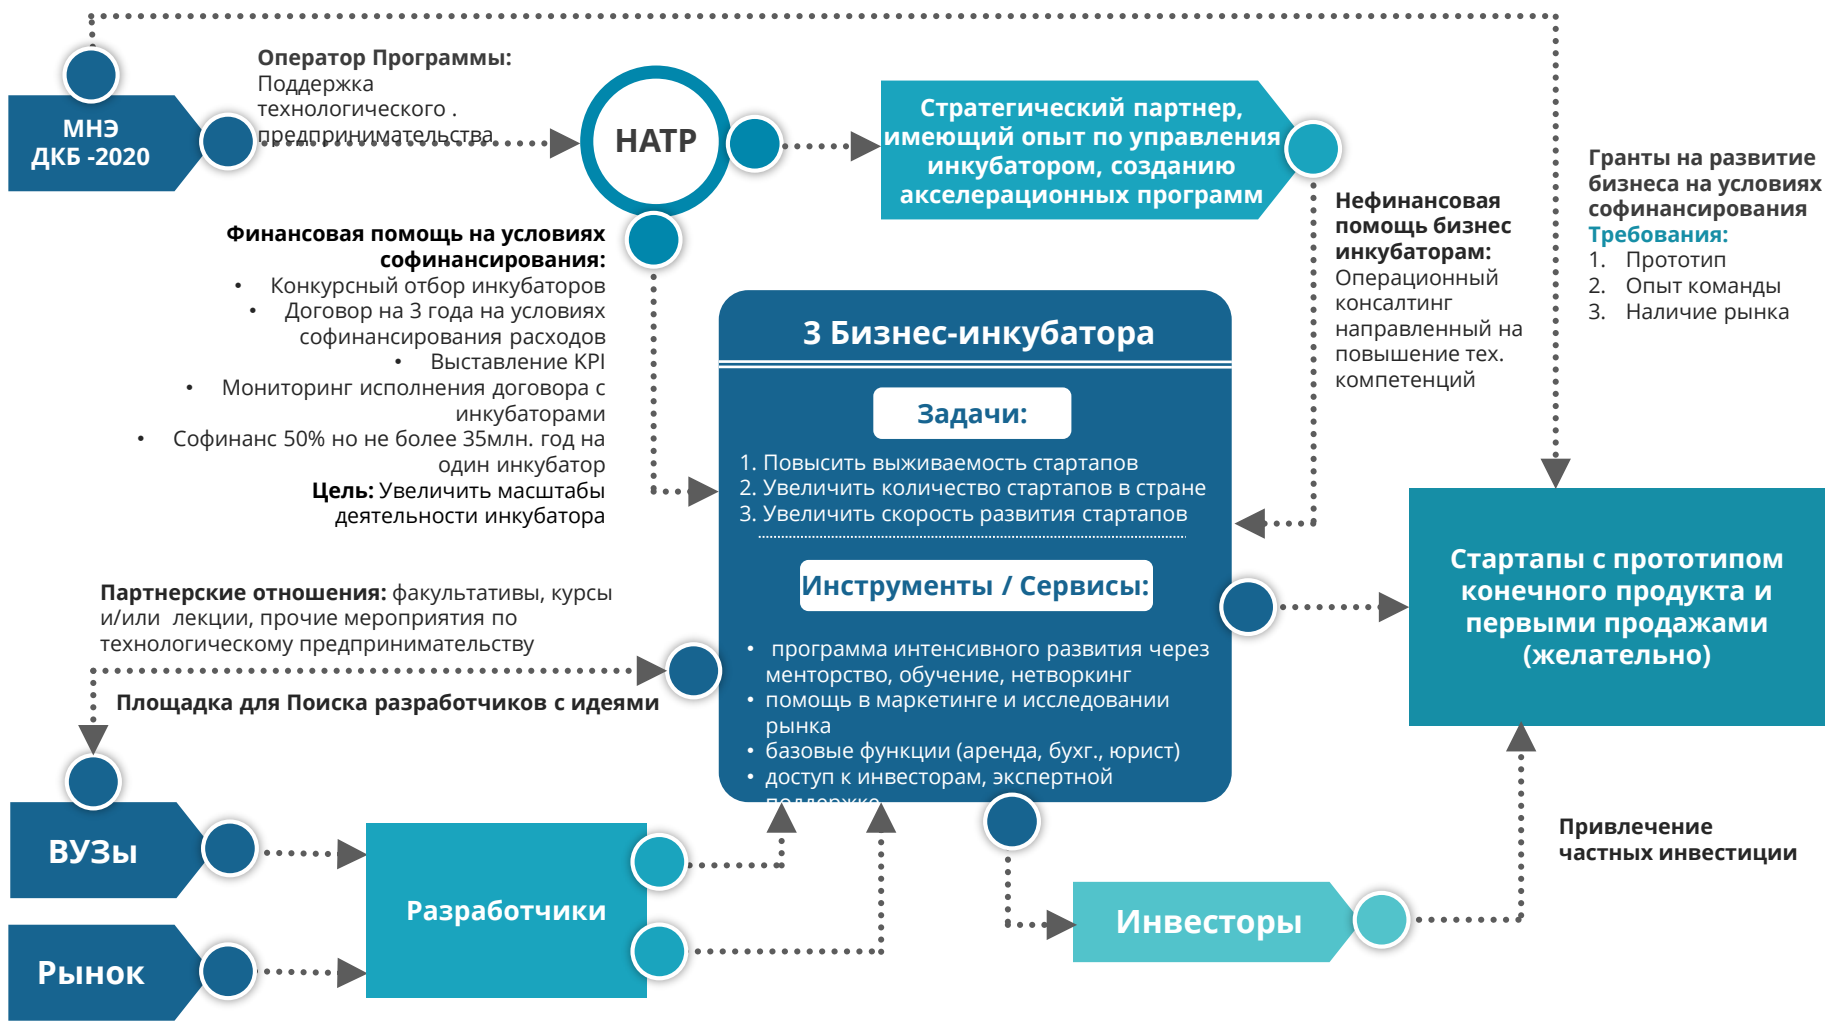 Оператор Программы:
Поддержка
технологического .
предпринимательства
МНЭ
ДКБ -2020
НАТР
Стратегический партнер,
имеющий опыт по управления
инкубатором, созданию
акселерационных программ
Гранты на развитие
бизнеса на условиях
софинансирования
Требования:
1. Прототип
2. Опыт команды
3. Наличие рынка
Нефинансовая
помощь бизнес
инкубаторам:
Операционный
консалтинг
направленный на
повышение тех.
компетенций
Финансовая помощь на условиях
софинансирования:
• Конкурсный отбор инкубаторов
• Договор на 3 года на условиях
софинансирования расходов
• Выставление KPI
• Мониторинг исполнения договора с
инкубаторами
• Софинанс 50% но не более 35млн. год на
один инкубатор
Цель: Увеличить масштабы
деятельности инкубатора
3 Бизнес-инкубатора
Задачи:
1. Повысить выживаемость стартапов
2. Увеличить количество стартапов в стране
3. Увеличить скорость развития стартапов
Инструменты / Сервисы:
• программа интенсивного развития через
менторство, обучение, нетворкинг
• помощь в маркетинге и исследовании
рынка
• базовые функции (аренда, бухг., юрист)
• доступ к инвесторам, экспертной
поддержке
Стартапы с прототипом
конечного продукта и
первыми продажами
(желательно)
Партнерские отношения: факультативы, курсы
и/или лекции, прочие мероприятия по
технологическому предпринимательству
Площадка для Поиска разработчиков с идеями
ВУЗы
Рынок
Разработчики
Инвесторы
Привлечение
частных инвестиции